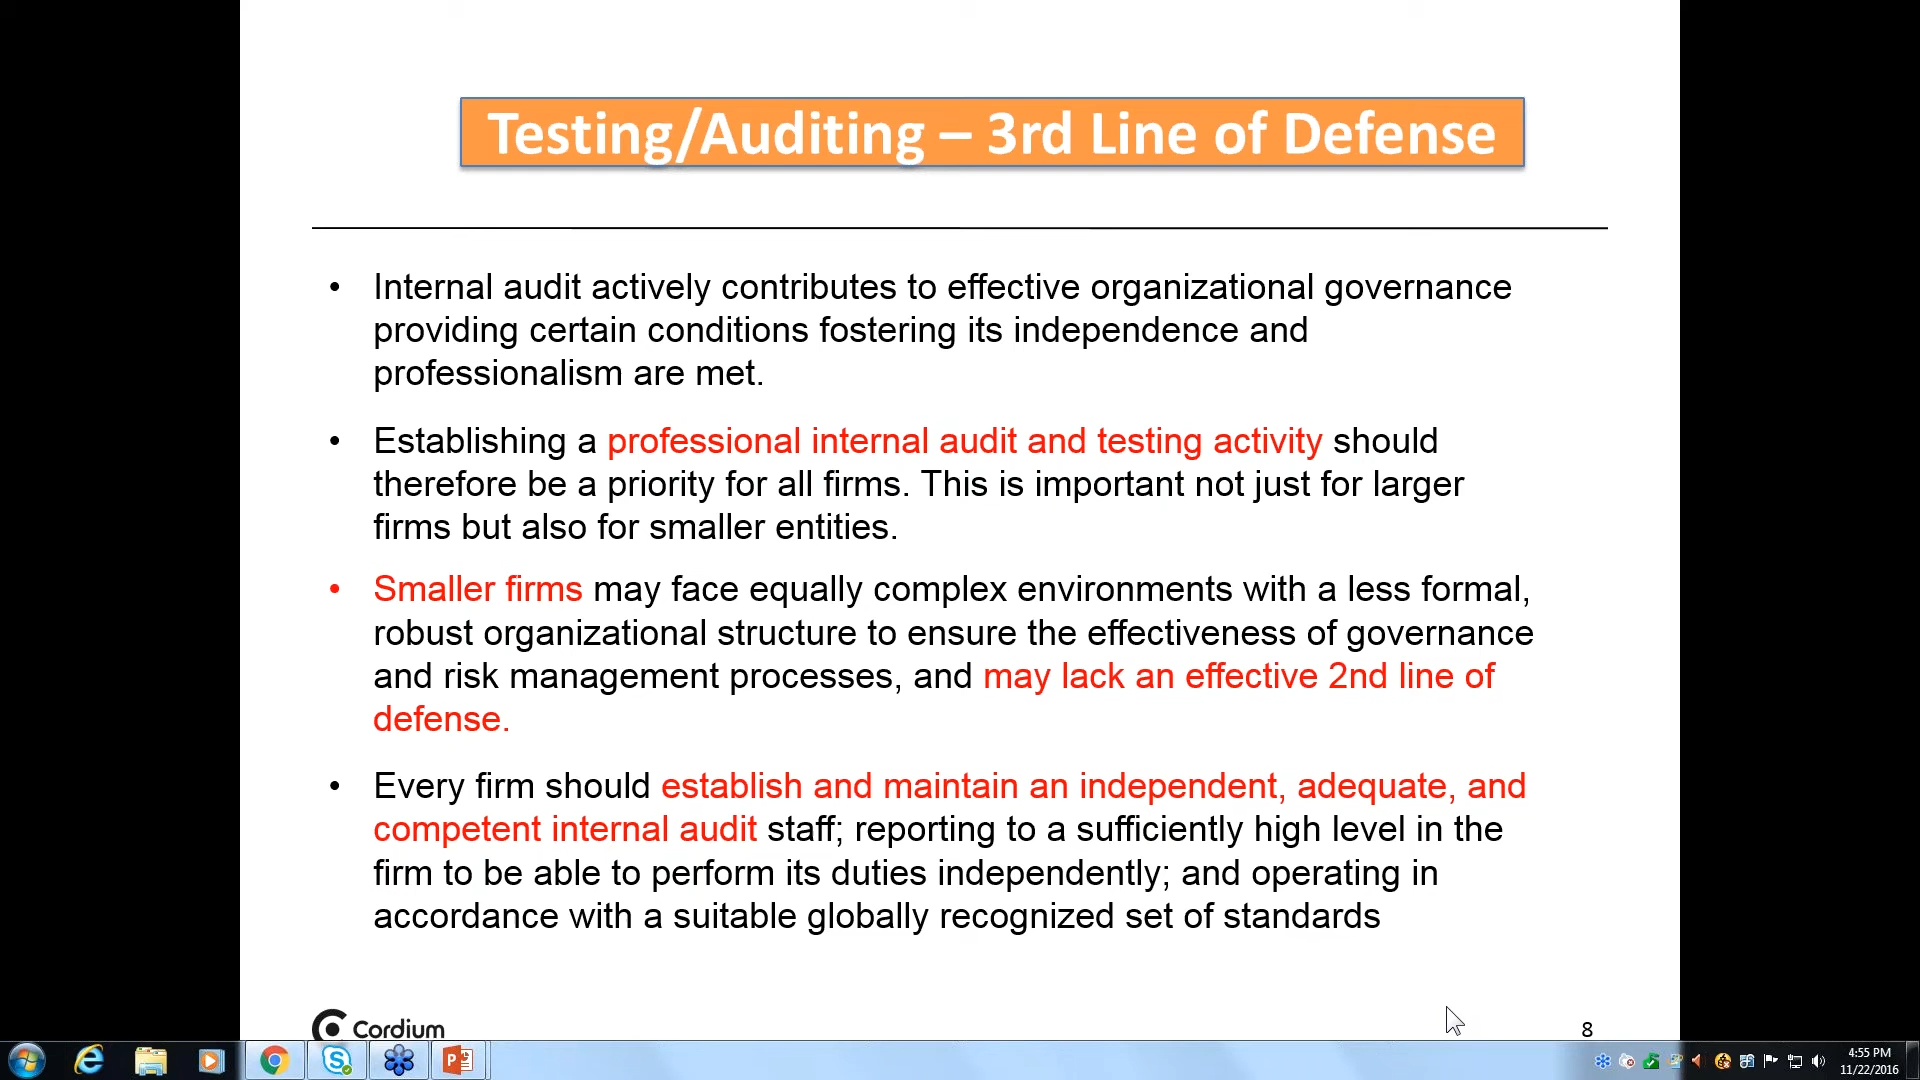 Testing/Auditing – 3rd Line of Defense
• Internal audit actively contributes to effective organizational governance
providing certain conditions fostering its independence and
professionalism are met.
• Establishing a professional internal audit and testing activity should
therefore be a priority for all firms. This is important not just for larger
firms but also for smaller entities.
• Smaller firms may face equally complex environments with a less formal,
robust organizational structure to ensure the effectiveness of governance
and risk management processes, and may lack an effective 2nd line of
defense.
• Every firm should establish and maintain an independent, adequate, and
competent internal audit staff; reporting to a sufficiently high level in the
firm to be able to perform its duties independently; and operating in
accordance with a suitable globally recognized set of standards
Cordium
8
4:55 PM
11/22/2016